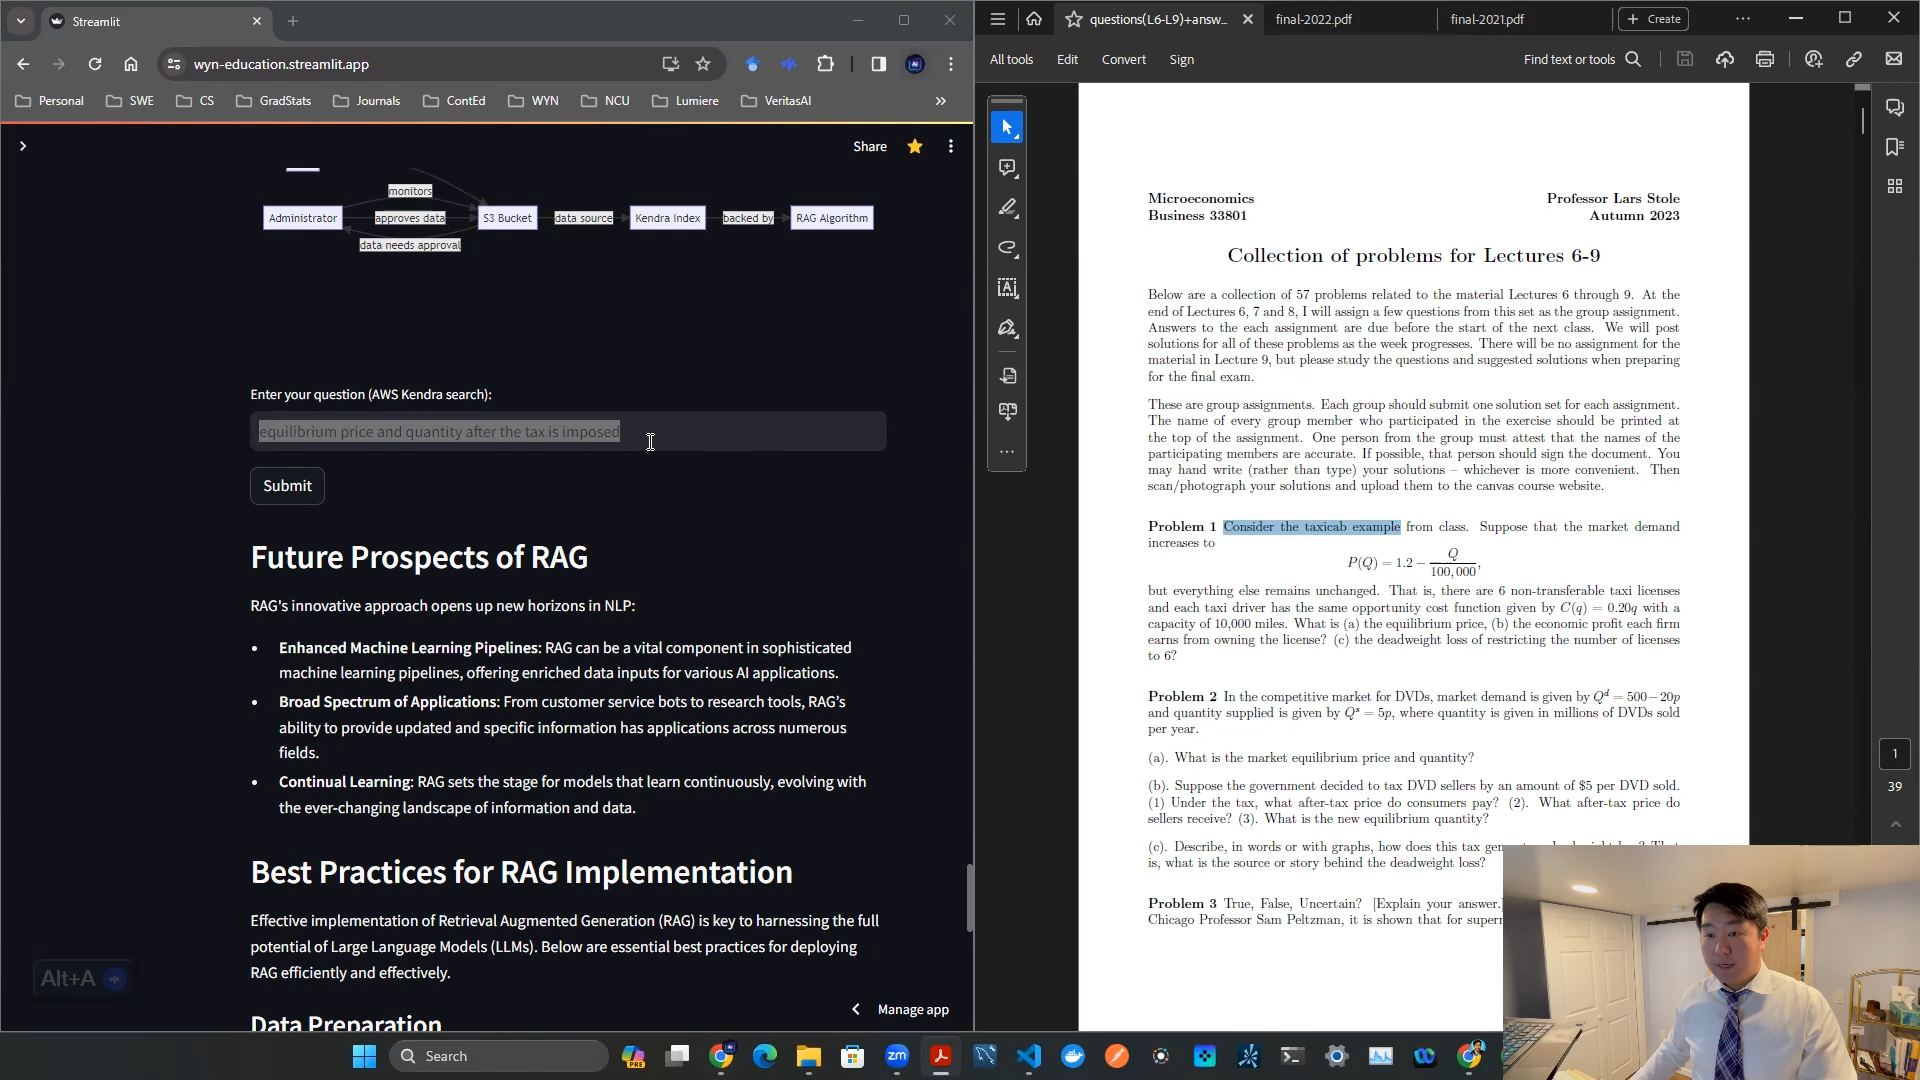 Streamlit
wyn-education.streamlit.app
Personal SWE CS GradStats Journals ContEd WYN NCU Lumiere VeritasAI
Share
monitors
Administrator approves data S3 Bucket data source Kendra Index backed by RAG Algorithm
data needs approval
Enter your question (AWS Kendra search):
equilibrium price and quantity after the tax is imposed
Submit
Future Prospects of RAG
RAG's innovative approach opens up new horizons in NLP:
• Enhanced Machine Learning Pipelines: RAG can be a vital component in sophisticated
machine learning pipelines, offering enriched data inputs for various AI applications.
• Broad Spectrum of Applications: From customer service bots to research tools, RAG's
ability to provide updated and specific information has applications across numerous
fields.
• Continual Learning: RAG sets the stage for models that learn continuously, evolving with
the ever-changing landscape of information and data.
Best Practices for RAG Implementation
Effective implementation of Retrieval Augmented Generation (RAG) is key to harnessing the full
potential of Large Language Models (LLMs). Below are essential best practices for deploying
RAG efficiently and effectively.
Alt+A
Manage app
Data Preparation
questions(L6-L9)+answ... final-2022.pdf final-2021.pdf Create
All tools Edit Convert Sign Find text or tools
Microeconomics Professor Lars Stole
Business 33801 Autumn 2023
Collection of problems for Lectures 6-9
Below are a collection of 57 problems related to the material Lectures 6 through 9. At the
end of Lectures 6, 7 and 8, I will assign a few questions from this set as the group assignment.
Answers to the each assignment are due before the start of the next class. We will post
solutions for all of these problems as the week progresses. There will be no assignment for the
material in Lecture 9, but please study the questions and suggested solutions when preparing
for the final exam.
These are group assignments. Each group should submit one solution set for each assignment.
The name of every group member who participated in the exercise should be printed at
the top of the assignment. One person from the group must attest that the names of the
participating members are accurate. If possible, that person should sign the document. You
may hand write (rather than type) your solutions – whichever is more convenient. Then
scan/photograph your solutions and upload them to the canvas course website.
Problem 1 Consider the taxicab example from class. Suppose that the market demand
increases to
P(Q) = 1.2 − Q/100,000,
but everything else remains unchanged. That is, there are 6 non-transferable taxi licenses
and each taxi driver has the same opportunity cost function given by C(q) = 0.20q with a
capacity of 10,000 miles. What is (a) the equilibrium price, (b) the economic profit each firm
earns from owning the license? (c) the deadweight loss of restricting the number of licenses
to 6?
Problem 2 In the competitive market for DVDs, market demand is given by Qᵈ = 500 − 20p
and quantity supplied is given by Qˢ = 5p, where quantity is given in millions of DVDs sold
per year.
(a). What is the market equilibrium price and quantity?
(b). Suppose the government decided to tax DVD sellers by an amount of $5 per DVD sold.
(1) Under the tax, what after-tax price do consumers pay? (2). What after-tax price do
sellers receive? (3). What is the new equilibrium quantity?
(c). Describe, in words or with graphs, how does this tax
is, what is the source or story behind the deadweight loss?
Problem 3 True, False, Uncertain? [Explain your answer.]
Chicago Professor Sam Peltzman, it is shown that for
1
39
Search
PRE
zm